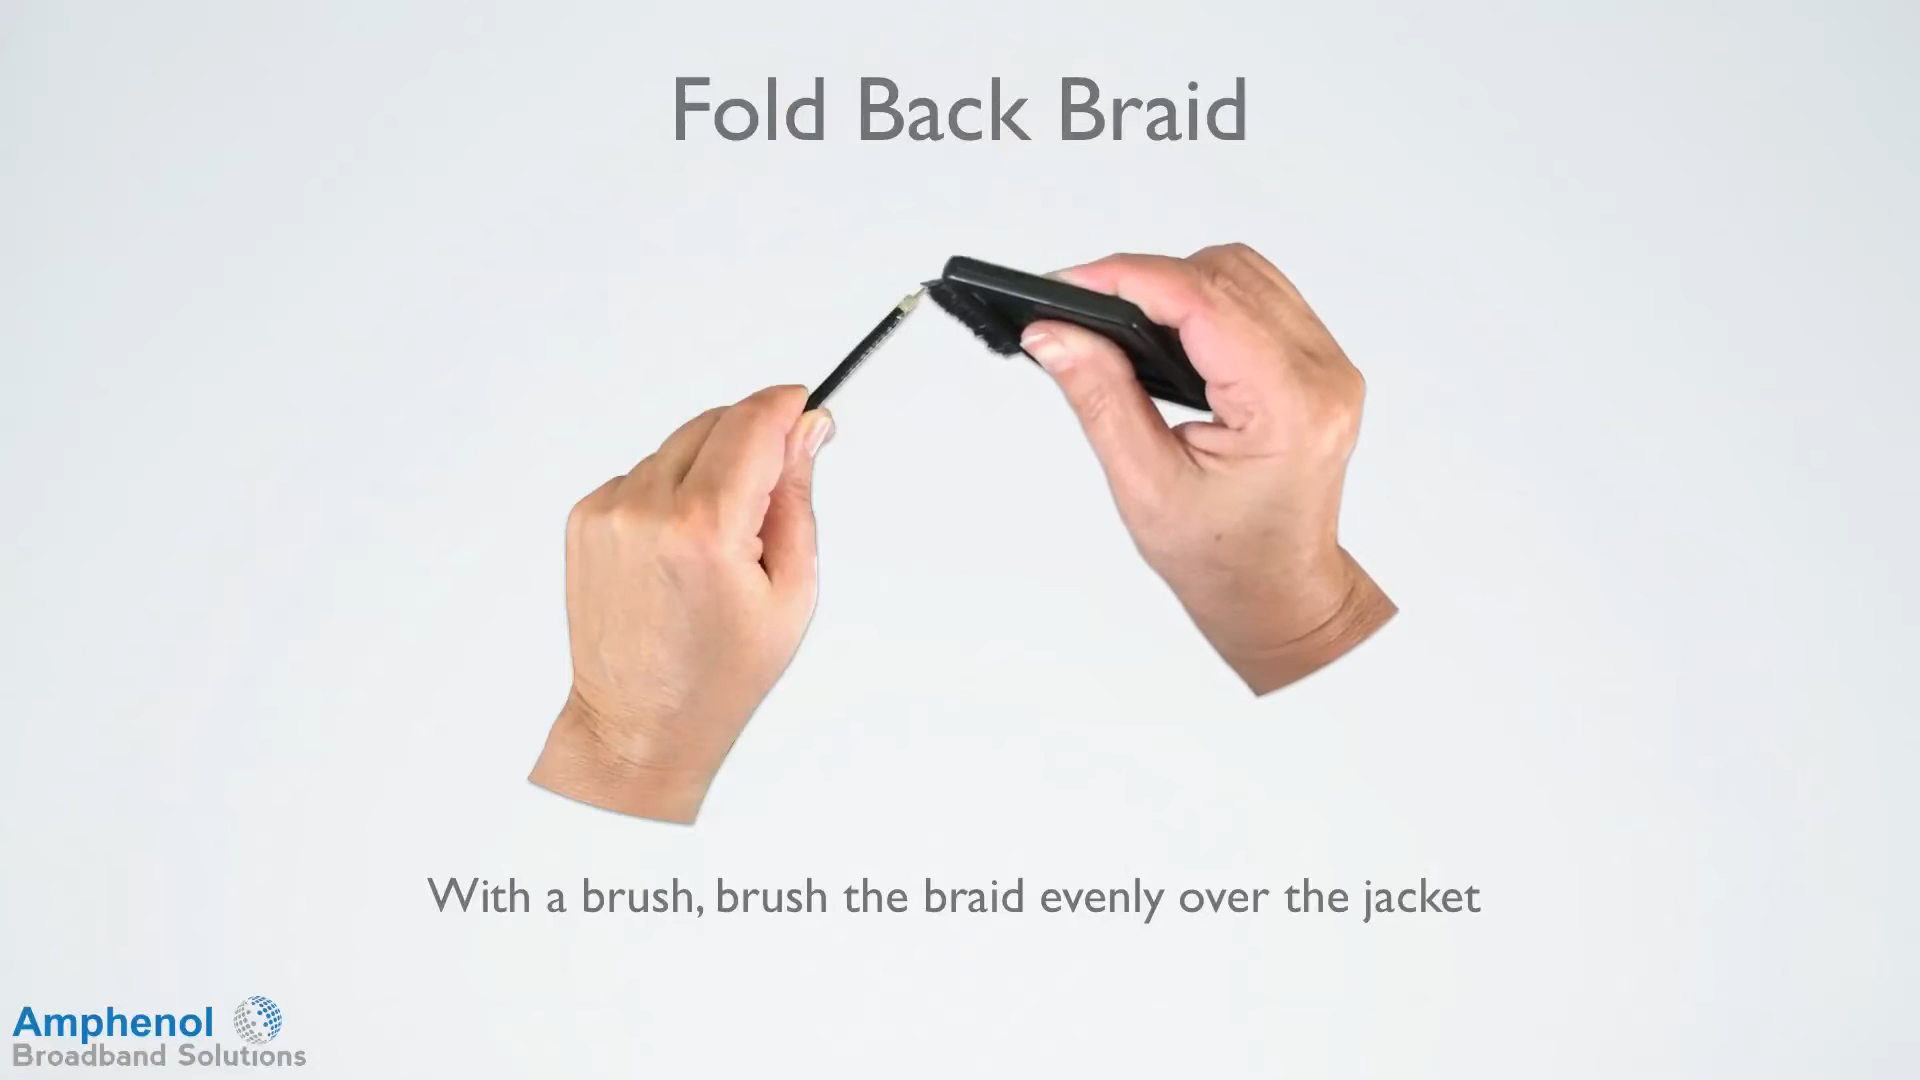 Fold Back Braid
With a brush, brush the braid evenly over the jacket
Amphenol
Broadband Solutions